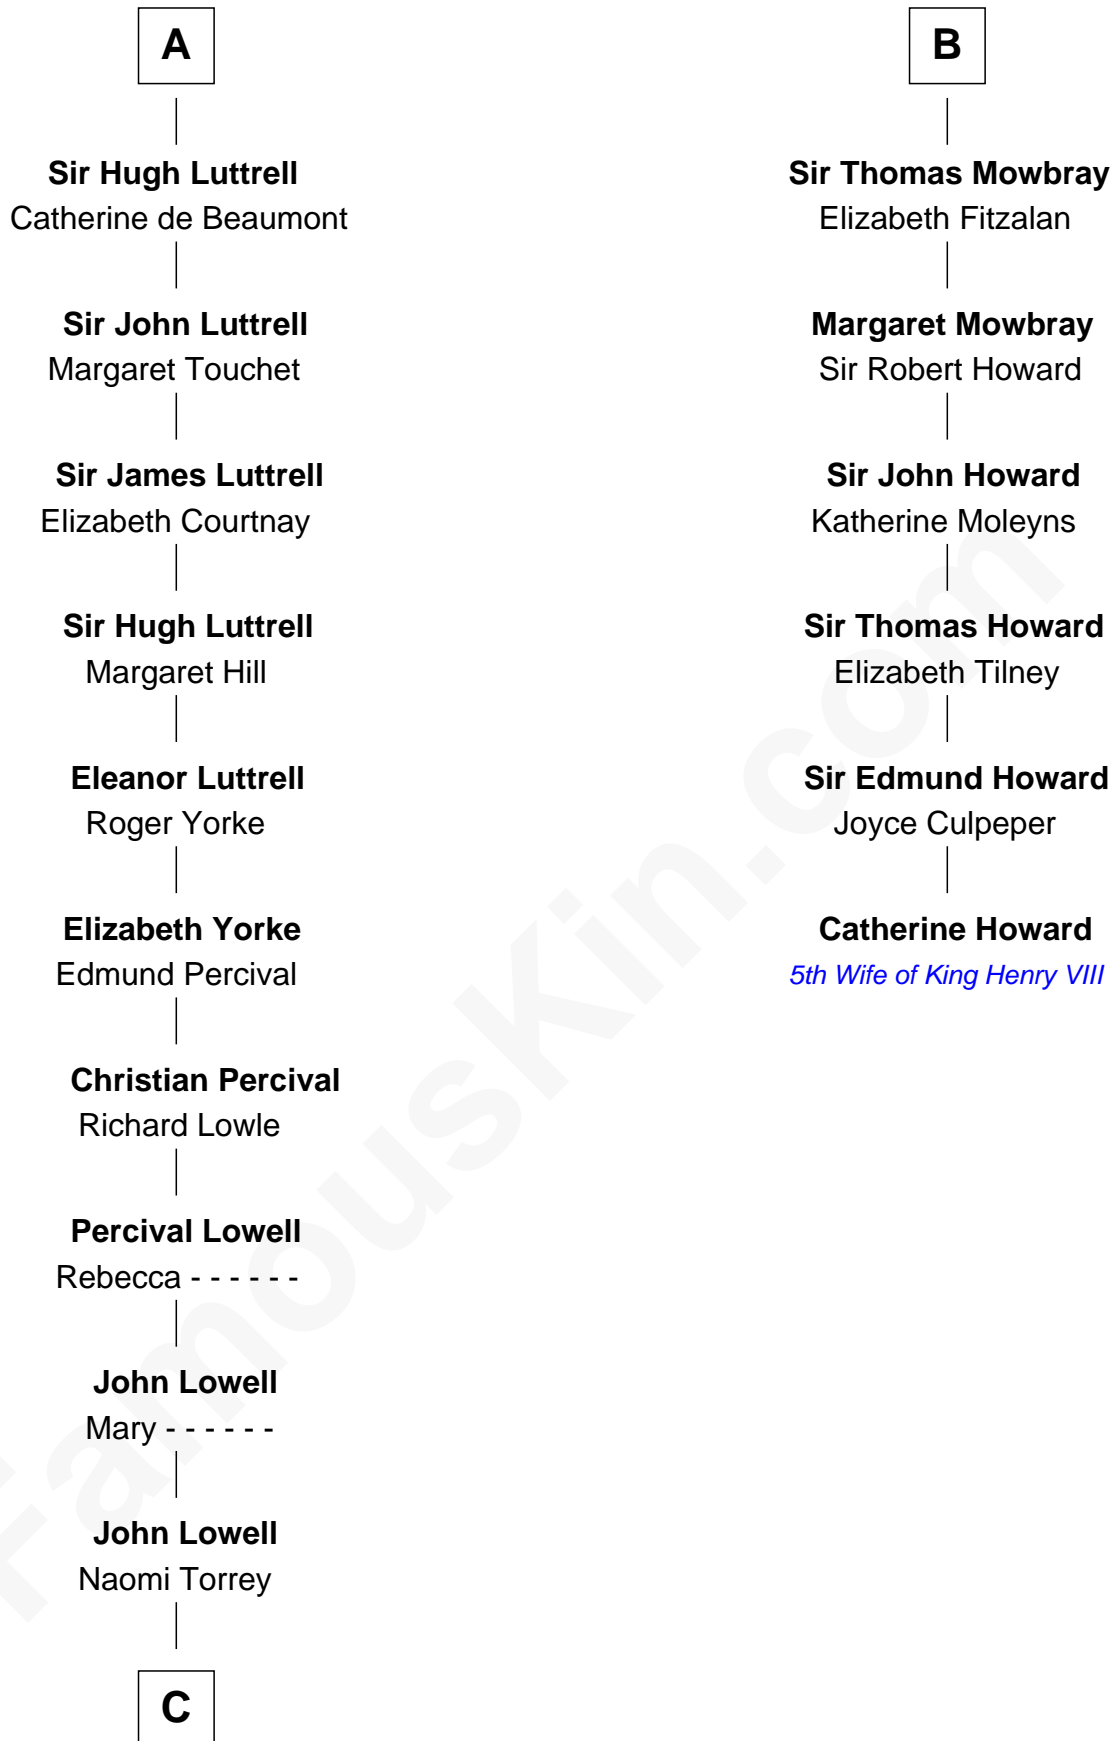 A
Sir Hugh Luttrell
Catherine de Beaumont
Sir John Luttrell
Margaret Touchet
Sir James Luttrell
Elizabeth Courtnay
Sir Hugh Luttrell
Margaret Hill
Eleanor Luttrell
Roger Yorke
Elizabeth Yorke
Edmund Percival
Christian Percival
Richard Lowle
Percival Lowell
Rebecca - - - - - -
John Lowell
Mary - - - - - -
John Lowell
Naomi Torrey
C
B
Sir Thomas Mowbray
Elizabeth Fitzalan
Margaret Mowbray
Sir Robert Howard
Sir John Howard
Katherine Moleyns
Sir Thomas Howard
Elizabeth Tilney
Sir Edmund Howard
Joyce Culpeper
Catherine Howard
5th Wife of King Henry VIII
FamousKin.com